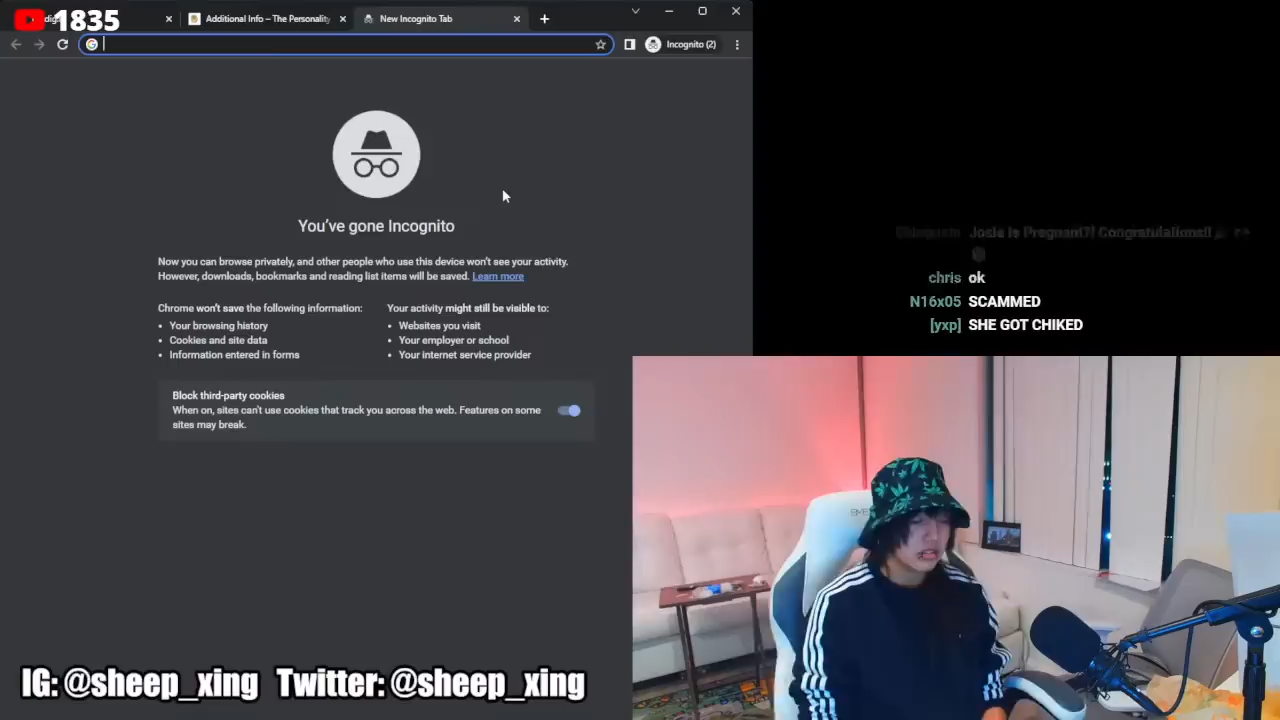 1835
Additional Info – The Personality
New Incognito Tab
Incognito (2)
You've gone Incognito
Now you can browse privately, and other people who use this device won't see your activity.
However, downloads, bookmarks and reading list items will be saved. Learn more
Chrome won't save the following information:
Your browsing history
Cookies and site data
Information entered in forms
Your activity might still be visible to:
Websites you visit
Your employer or school
Your internet service provider
Block third-party cookies
When on, sites can't use cookies that track you across the web. Features on some
sites may break.
Josie Is Pregnant?! Congratulations!!
chris ok
N16x05 SCAMMED
[yxp] SHE GOT CHIKED
IG: @sheep_xing Twitter: @sheep_xing